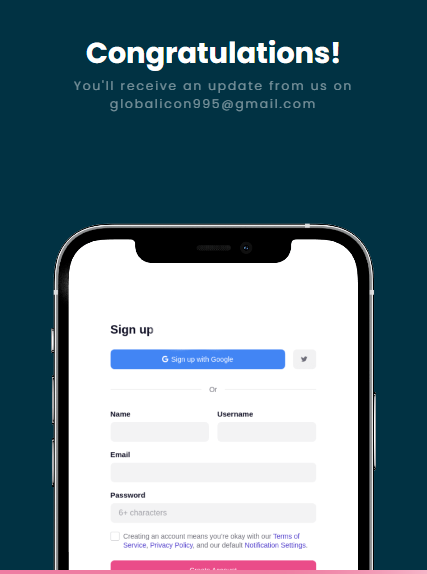 Congratulations!
You'll receive an update from us on
globalicon995@gmail.com
Sign up
G Sign up with Google
Or
Name Username
Email
Password
6+ characters
Creating an account means you're okay with our Terms of
Service, Privacy Policy, and our default Notification Settings.
Create Account